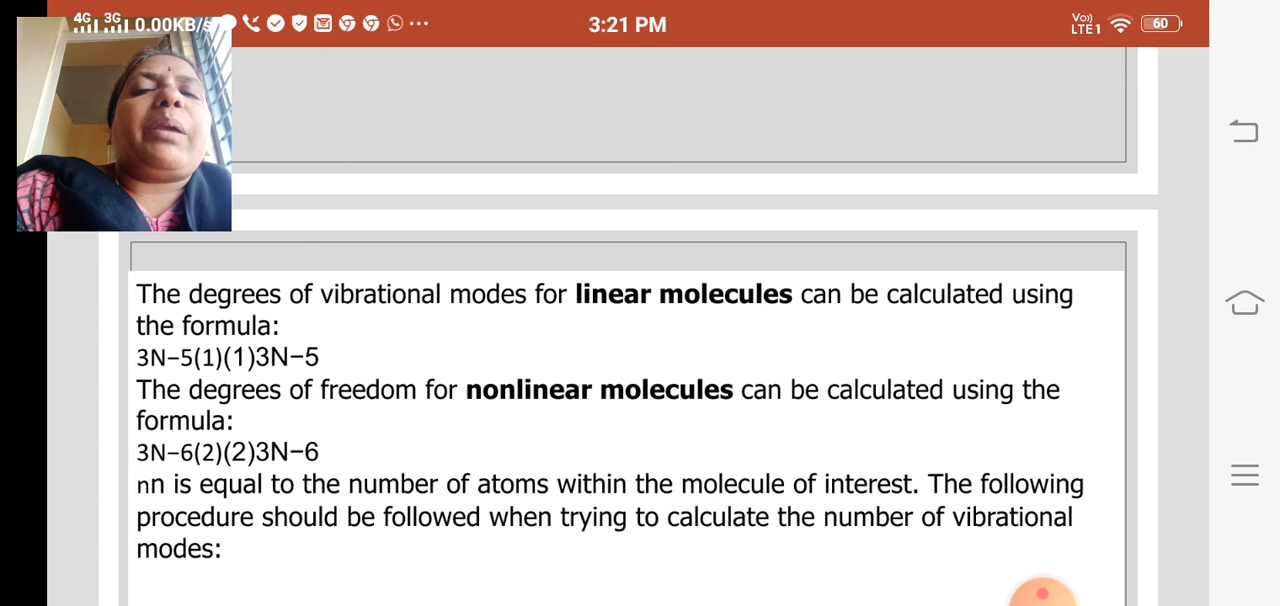 4G 3G 0.00KB/s 3:21 PM Vo)) LTE1 60
The degrees of vibrational modes for linear molecules can be calculated using
the formula:
3N−5(1)(1)3N−5
The degrees of freedom for nonlinear molecules can be calculated using the
formula:
3N−6(2)(2)3N−6
nn is equal to the number of atoms within the molecule of interest. The following
procedure should be followed when trying to calculate the number of vibrational
modes: